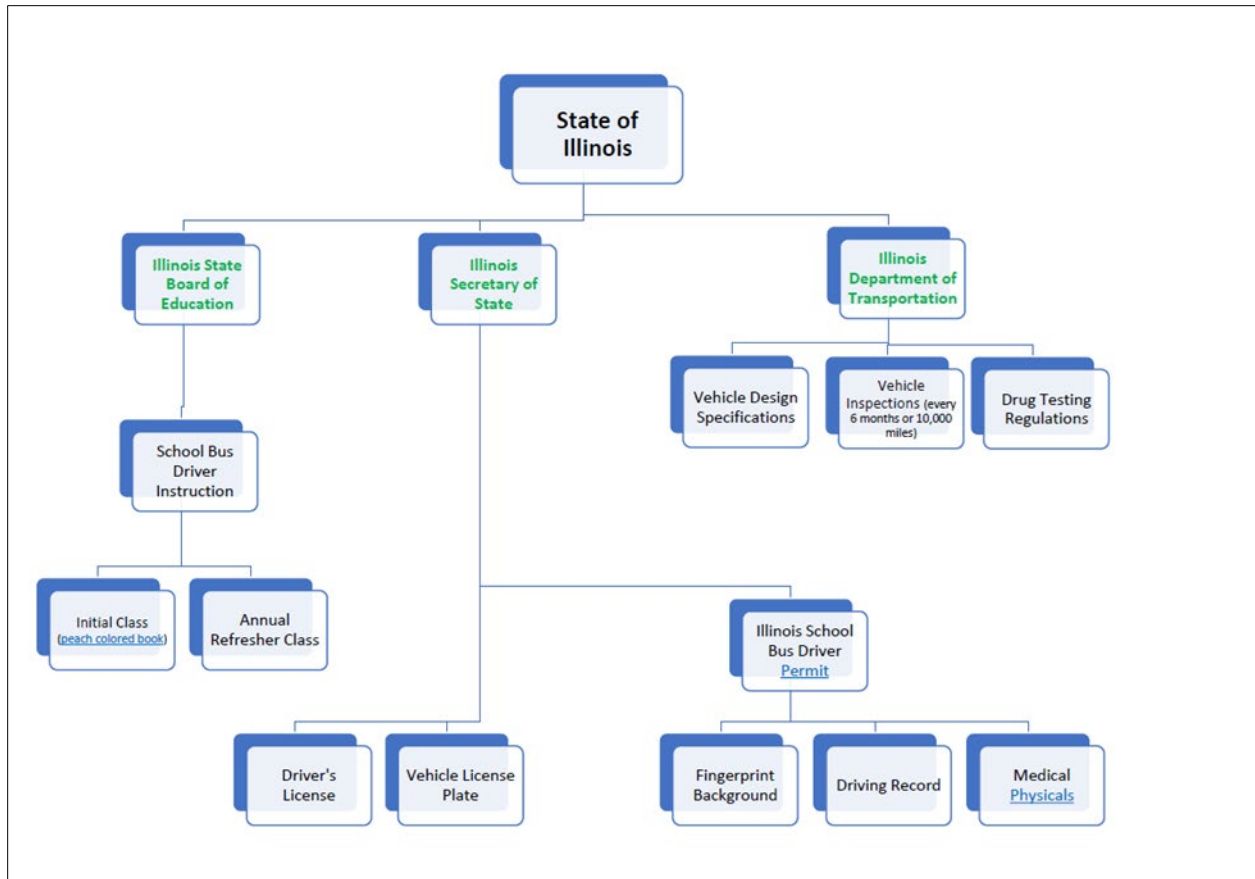 State of
Illinois
Illinois State
Board of
Education
Illinois
Secretary of
State
Illinois
Department of
Transportation
Vehicle Design
Specifications
Vehicle
Inspections (every
6 months or 10,000
miles)
Drug Testing
Regulations
School Bus
Driver
Instruction
Initial Class
(peach colored book)
Annual
Refresher Class
Illinois School
Bus Driver
Permit
Driver's
License
Vehicle License
Plate
Fingerprint
Background
Driving Record
Medical
Physicals